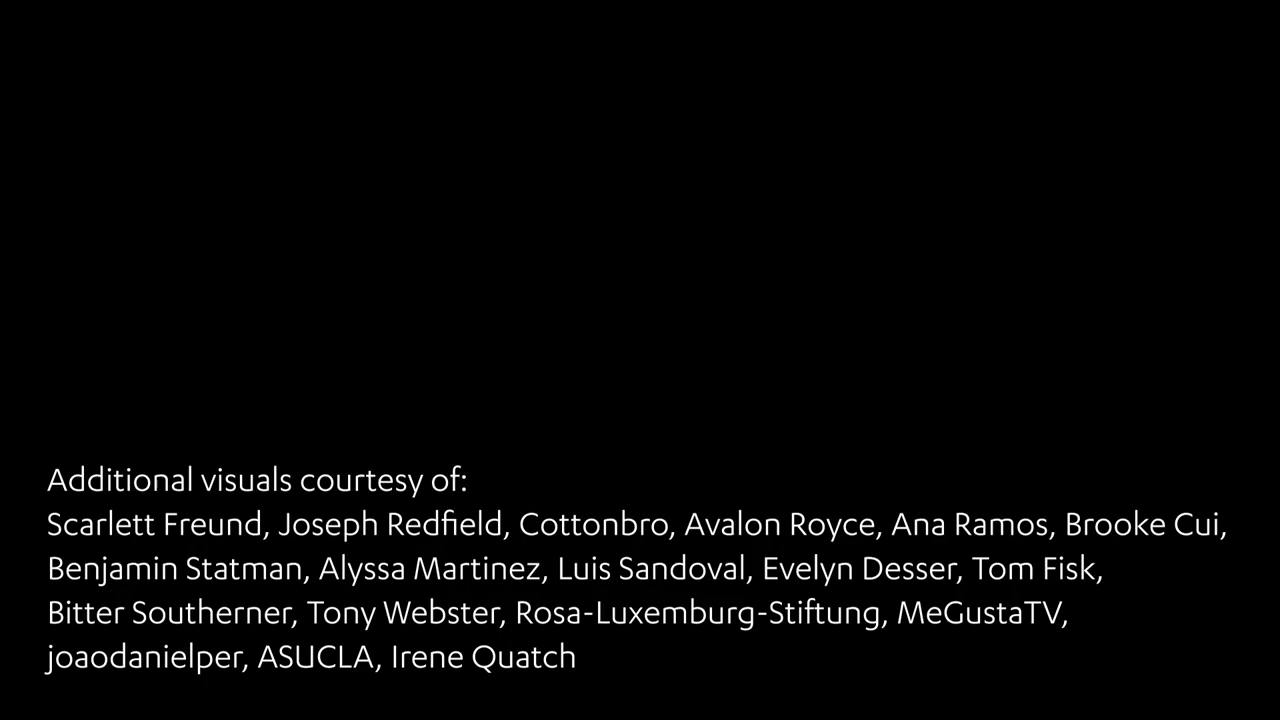 Additional visuals courtesy of:
Scarlett Freund, Joseph Redfield, Cottonbro, Avalon Royce, Ana Ramos, Brooke Cui,
Benjamin Statman, Alyssa Martinez, Luis Sandoval, Evelyn Desser, Tom Fisk,
Bitter Southerner, Tony Webster, Rosa-Luxemburg-Stiftung, MeGustaTV,
joaodanielper, ASUCLA, Irene Quatch